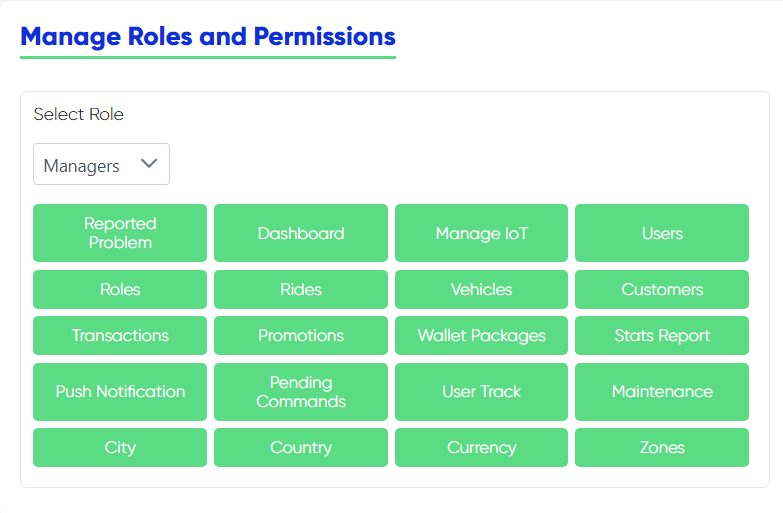 Manage Roles and Permissions
Select Role
Managers
Reported
Problem
Dashboard
Manage IoT
Users
Roles
Rides
Vehicles
Customers
Transactions
Promotions
Wallet Packages
Stats Report
Push Notification
Pending
Commands
User Track
Maintenance
City
Country
Currency
Zones